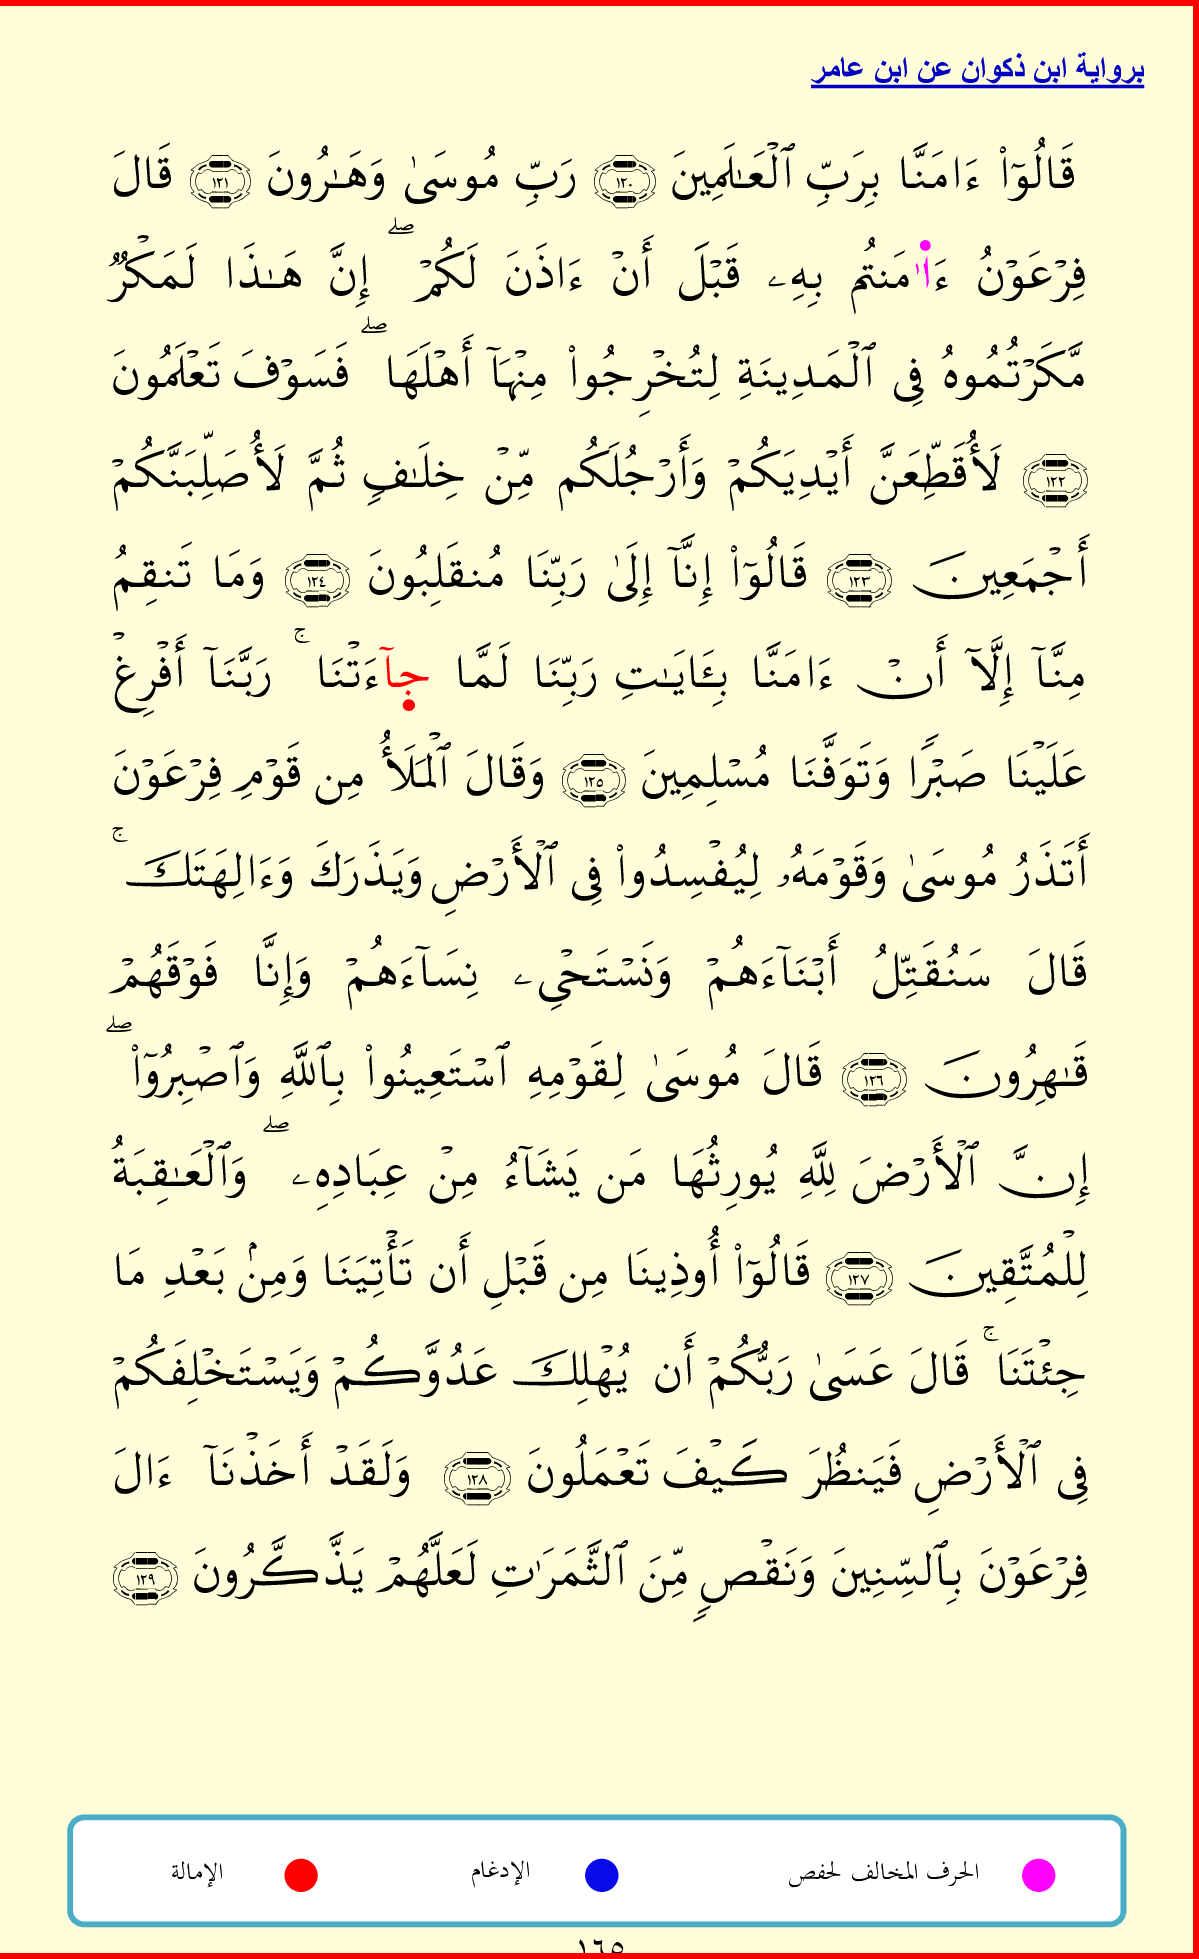 برواية ابن ذكوان عن ابن عامر
قَالُوٓا۟ ءَامَنَّا بِرَبِّ ٱلْعَـٰلَمِينَ ١٢٠ رَبِّ مُوسَىٰ وَهَـٰرُونَ ١٢١ قَالَ
فِرْعَوْنُ ءَا۬مَنتُم بِهِۦ قَبْلَ أَنْ ءَاذَنَ لَكُمْ ۖ إِنَّ هَـٰذَا لَمَكْرٌ
مَّكَرْتُمُوهُ فِى ٱلْمَدِينَةِ لِتُخْرِجُوا۟ مِنْهَآ أَهْلَهَا ۖ فَسَوْفَ تَعْلَمُونَ
١٢٢ لَأُقَطِّعَنَّ أَيْدِيَكُمْ وَأَرْجُلَكُم مِّنْ خِلَـٰفٍ ثُمَّ لَأُصَلِّبَنَّكُمْ
أَجْمَعِينَ ١٢٣ قَالُوٓا۟ إِنَّآ إِلَىٰ رَبِّنَا مُنقَلِبُونَ ١٢٤ وَمَا تَنقِمُ
مِنَّآ إِلَّآ أَنْ ءَامَنَّا بِـَٔايَـٰتِ رَبِّنَا لَمَّا جَآءَتْنَا ۚ رَبَّنَآ أَفْرِغْ
عَلَيْنَا صَبْرًا وَتَوَفَّنَا مُسْلِمِينَ ١٢٥ وَقَالَ ٱلْمَلَأُ مِن قَوْمِ فِرْعَوْنَ
أَتَذَرُ مُوسَىٰ وَقَوْمَهُۥ لِيُفْسِدُوا۟ فِى ٱلْأَرْضِ وَيَذَرَكَ وَءَالِهَتَكَ ۚ
قَالَ سَنُقَتِّلُ أَبْنَآءَهُمْ وَنَسْتَحْىِۦ نِسَآءَهُمْ وَإِنَّا فَوْقَهُمْ
قَـٰهِرُونَ ١٢٦ قَالَ مُوسَىٰ لِقَوْمِهِ ٱسْتَعِينُوا۟ بِٱللَّهِ وَٱصْبِرُوٓا۟ ۖ
إِنَّ ٱلْأَرْضَ لِلَّهِ يُورِثُهَا مَن يَشَآءُ مِنْ عِبَادِهِۦ ۖ وَٱلْعَـٰقِبَةُ
لِلْمُتَّقِينَ ١٢٧ قَالُوٓا۟ أُوذِينَا مِن قَبْلِ أَن تَأْتِيَنَا وَمِنۢ بَعْدِ مَا
جِئْتَنَا ۚ قَالَ عَسَىٰ رَبُّكُمْ أَن يُهْلِكَ عَدُوَّكُمْ وَيَسْتَخْلِفَكُمْ
فِى ٱلْأَرْضِ فَيَنظُرَ كَيْفَ تَعْمَلُونَ ١٢٨ وَلَقَدْ أَخَذْنَآ ءَالَ
فِرْعَوْنَ بِٱلسِّنِينَ وَنَقْصٍ مِّنَ ٱلثَّمَرَٰتِ لَعَلَّهُمْ يَذَّكَّرُونَ ١٢٩
الحرف المخالف لحفص الإدغام الإمالة
١٦٥